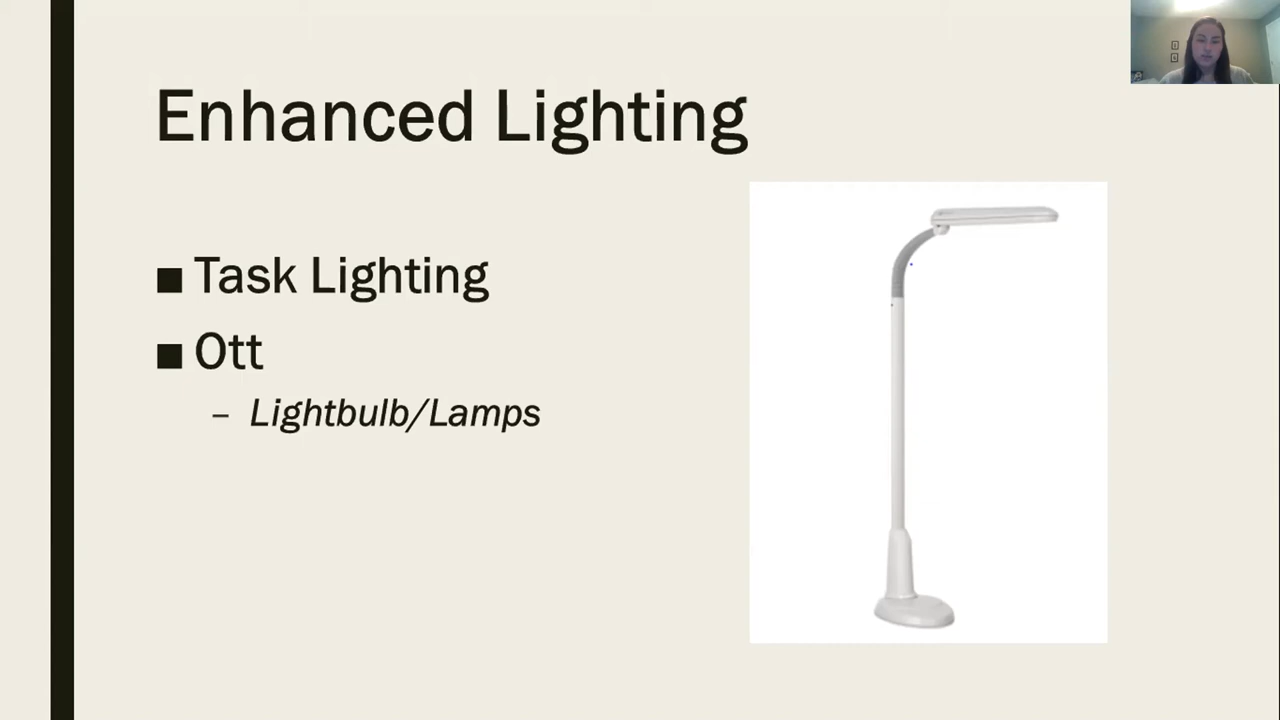 Enhanced Lighting
■ Task Lighting
■ Ott
– Lightbulb/Lamps